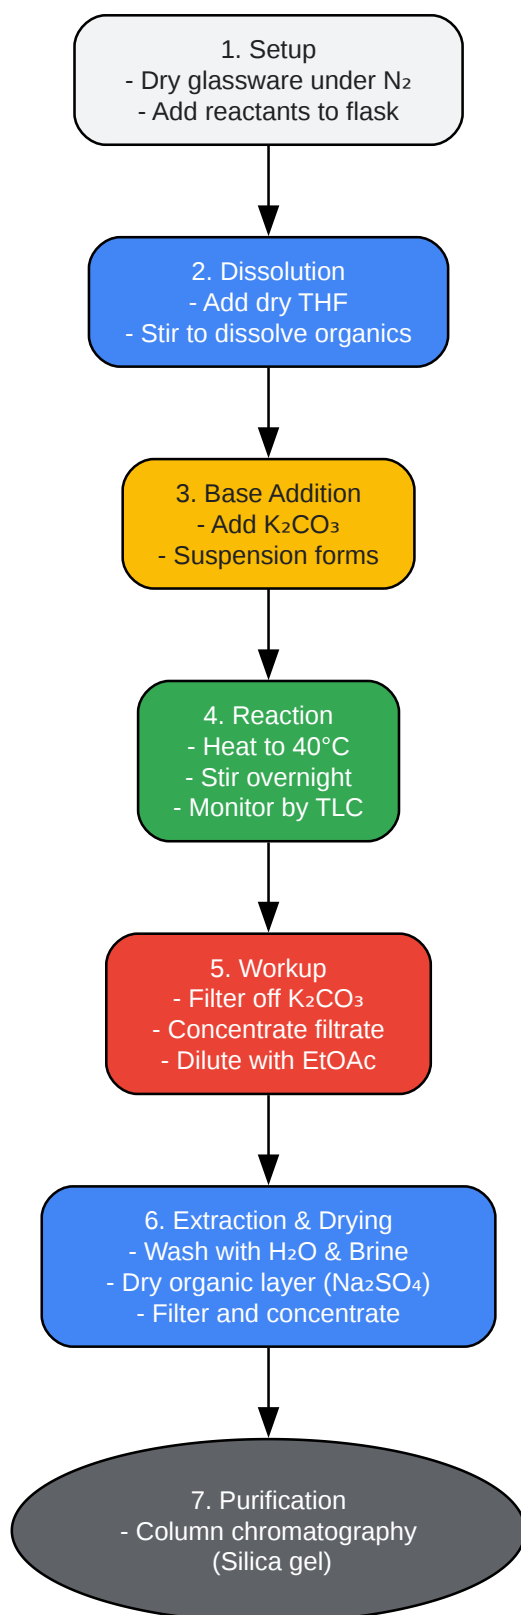 1. Setup
- Dry glassware under N₂
- Add reactants to flask
2. Dissolution
- Add dry THF
- Stir to dissolve organics
3. Base Addition
- Add K₂CO₃
- Suspension forms
4. Reaction
- Heat to 40°C
- Stir overnight
- Monitor by TLC
5. Workup
- Filter off K₂CO₃
- Concentrate filtrate
- Dilute with EtOAc
6. Extraction & Drying
- Wash with H₂O & Brine
- Dry organic layer (Na₂SO₄)
- Filter and concentrate
7. Purification
- Column chromatography
(Silica gel)